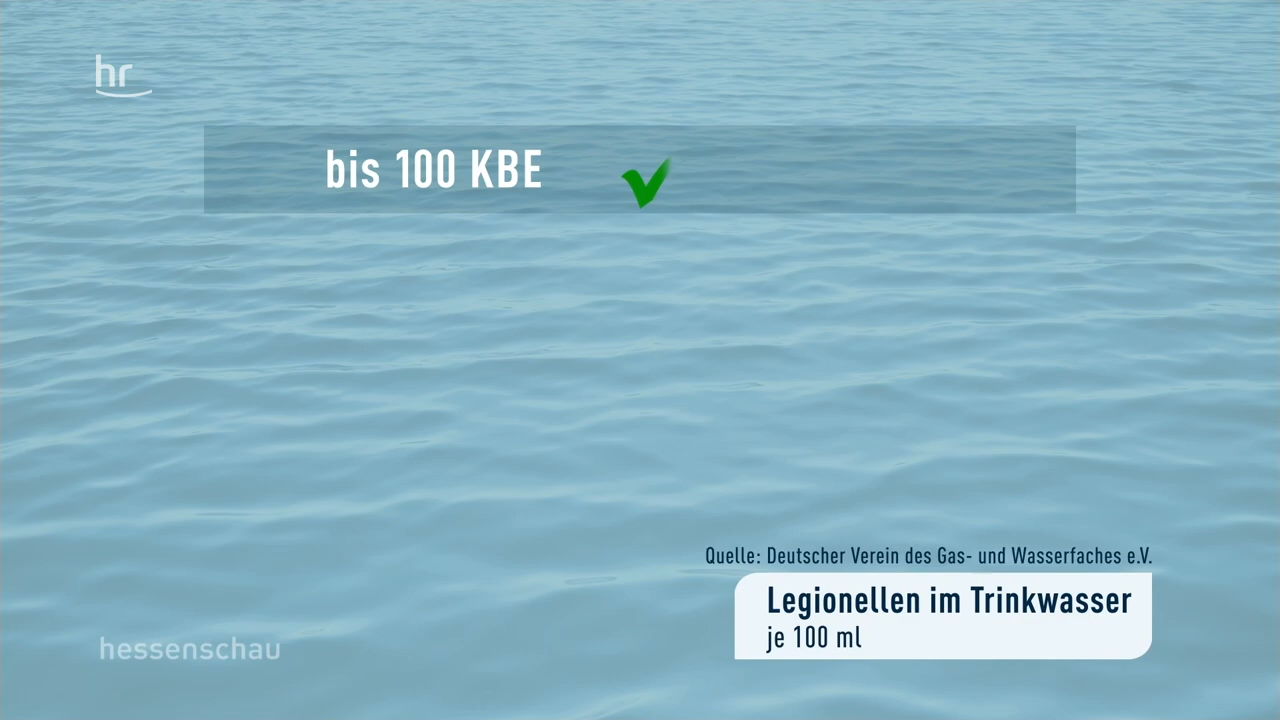 hr
bis 100 KBE
Quelle: Deutscher Verein des Gas- und Wasserfaches e.V.
Legionellen im Trinkwasser
je 100 ml
hessenschau